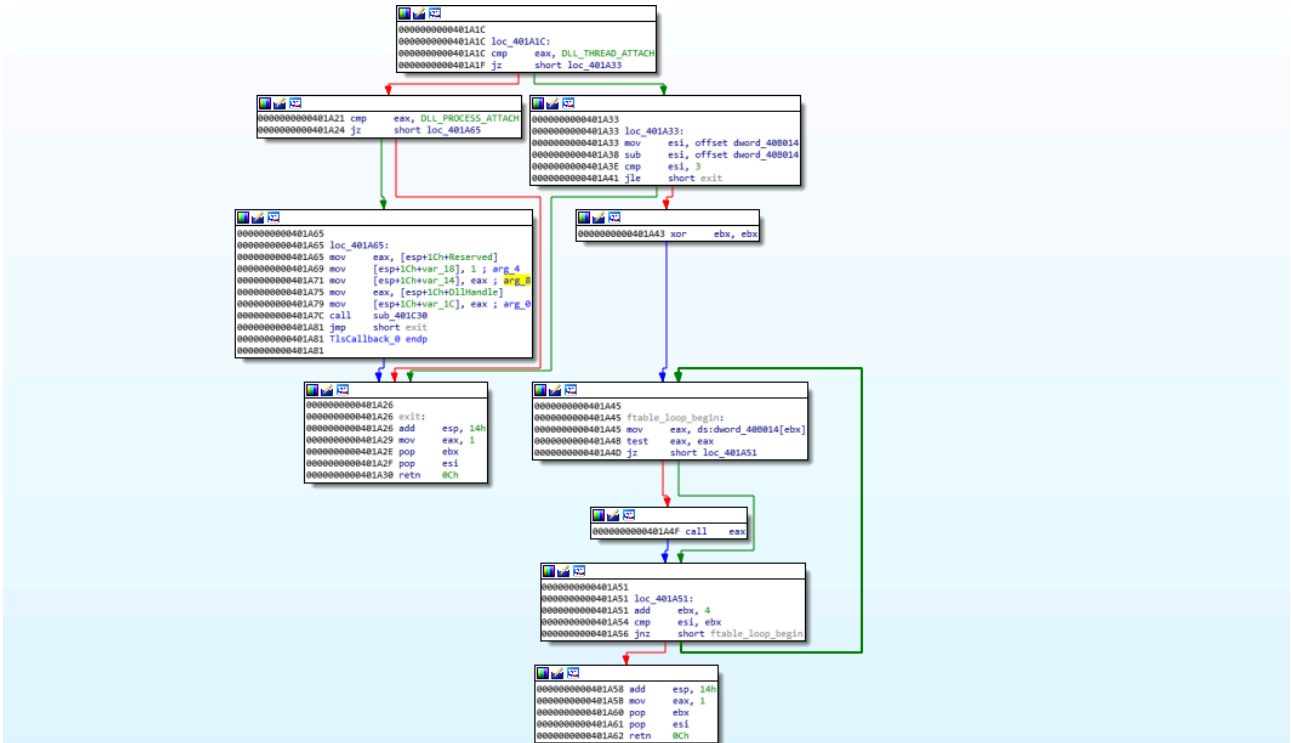 0000000000401A1C
0000000000401A1C loc_401A1C:
0000000000401A1C cmp eax, DLL_THREAD_ATTACH
0000000000401A1F jz short loc_401A33
0000000000401A21 cmp eax, DLL_PROCESS_ATTACH
0000000000401A24 jz short loc_401A65
0000000000401A33
0000000000401A33 loc_401A33:
0000000000401A33 mov esi, offset dword_40B014
0000000000401A38 sub esi, offset dword_40B014
0000000000401A3E cmp esi, 3
0000000000401A41 jle short exit
0000000000401A65
0000000000401A65 loc_401A65:
0000000000401A65 mov eax, [esp+1Ch+Reserved]
0000000000401A69 mov [esp+1Ch+var_18], 1 ; arg_4
0000000000401A71 mov [esp+1Ch+var_14], eax ; arg_8
0000000000401A75 mov eax, [esp+1Ch+DllHandle]
0000000000401A79 mov [esp+1Ch+var_1C], eax ; arg_0
0000000000401A7C call sub_401C30
0000000000401A81 jmp short exit
0000000000401A81 TlsCallback_0 endp
0000000000401A81
0000000000401A43 xor ebx, ebx
0000000000401A26
0000000000401A26 exit:
0000000000401A26 add esp, 14h
0000000000401A29 mov eax, 1
0000000000401A2E pop ebx
0000000000401A2F pop esi
0000000000401A30 retn 0Ch
0000000000401A45
0000000000401A45 ftable_loop_begin:
0000000000401A45 mov eax, ds:dword_40B014[ebx]
0000000000401A4B test eax, eax
0000000000401A4D jz short loc_401A51
0000000000401A4F call eax
0000000000401A51
0000000000401A51 loc_401A51:
0000000000401A51 add ebx, 4
0000000000401A54 cmp esi, ebx
0000000000401A56 jnz short ftable_loop_begin
0000000000401A58 add esp, 14h
0000000000401A5B mov eax, 1
0000000000401A60 pop ebx
0000000000401A61 pop esi
0000000000401A62 retn 0Ch